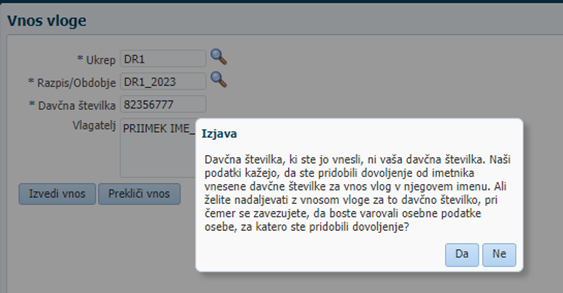 Vnos vloge
* Ukrep DR1
* Razpis/Obdobje DR1_2023
* Davčna številka 82356777
Vlagatelj PRIIMEK IME_
Izvedi vnos Prekliči vnos
Izjava
Davčna številka, ki ste jo vnesli, ni vaša davčna številka. Naši
podatki kažejo, da ste pridobili dovoljenje od imetnika
vnesene davčne številke za vnos vlog v njegovem imenu. Ali
želite nadaljevati z vnosom vloge za to davčno številko, pri
čemer se zavezujete, da boste varovali osebne podatke
osebe, za katero ste pridobili dovoljenje?
Da Ne